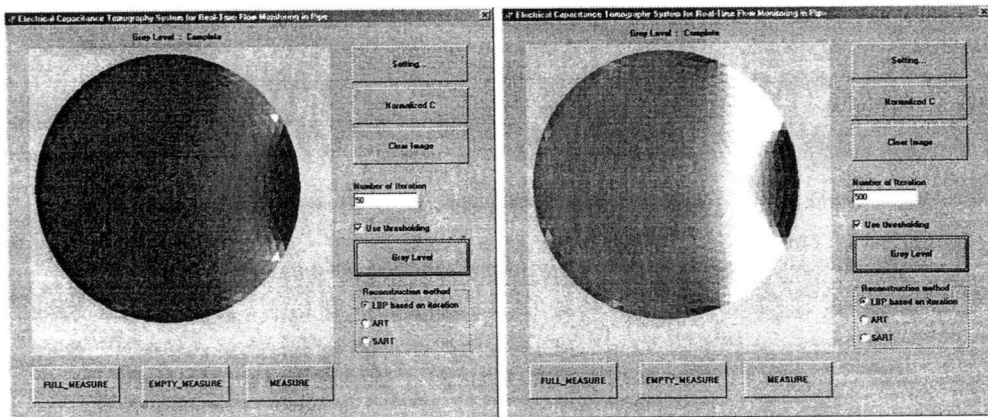 Electrical Capacitance Tomography System for Real-Time Flow Monitoring in Pipe
Grey Level : Complete
Setting...
Normalized C
Clear Image
Number of Iteration
50
Use thresholding
Grey Level
Reconstruction method
LBP based on iteration
ART
SART
FULL_MEASURE
EMPTY_MEASURE
MEASURE
Electrical Capacitance Tomography System for Real-Time Flow Monitoring in Pipe
Grey Level : Complete
Setting...
Normalized C
Clear Image
Number of Iteration
500
Use thresholding
Grey Level
Reconstruction method
LBP based on iteration
ART
SART
FULL_MEASURE
EMPTY_MEASURE
MEASURE